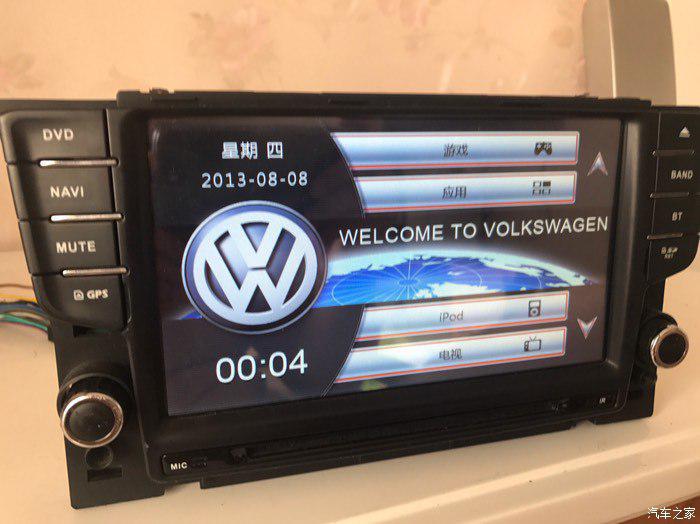 DVD
NAVI
MUTE
GPS
星期 四
2013-08-08
00:04
游戏
应用
WELCOME TO VOLKSWAGEN
iPod
电视
BAND
BT
MIC
IR
汽车之家